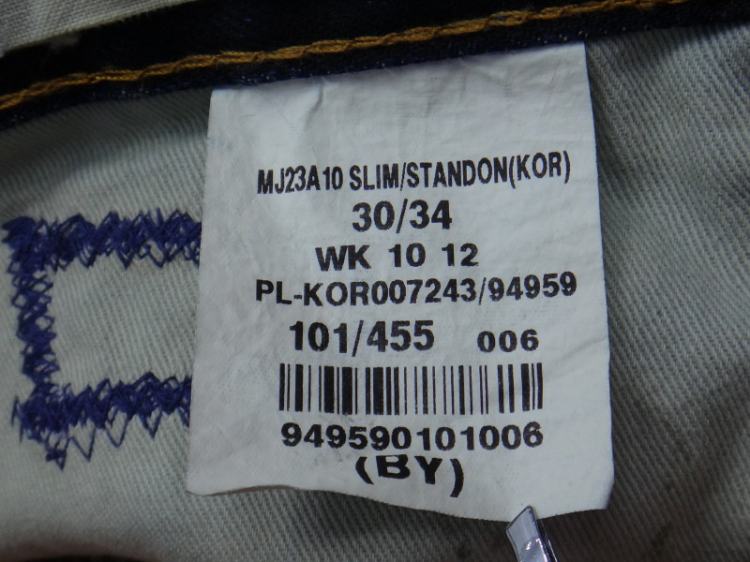 MJ23A10 SLIM/STANDON(KOR)
30/34
WK 10 12
PL-KOR007243/94959
101/455 006
949590101006
(BY)